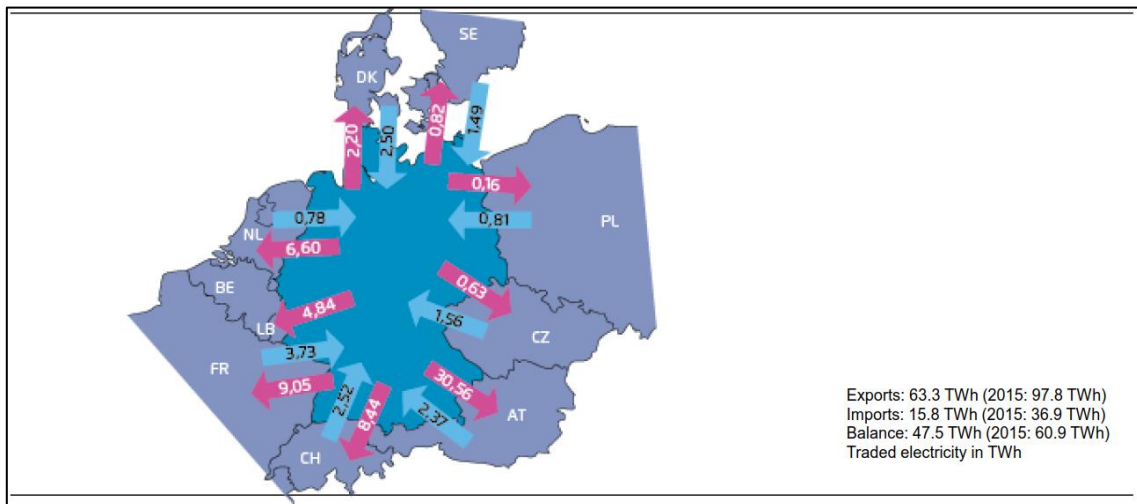 SE
DK
0,82
1,49
2,20
2,50
0,16
0,78
0,81
PL
NL
6,60
0,63
BE
4,84
1,56
LB
CZ
3,73
FR
9,05
30,56
2,52
8,44
2,37
AT
CH
Exports: 63.3 TWh (2015: 97.8 TWh)
Imports: 15.8 TWh (2015: 36.9 TWh)
Balance: 47.5 TWh (2015: 60.9 TWh)
Traded electricity in TWh